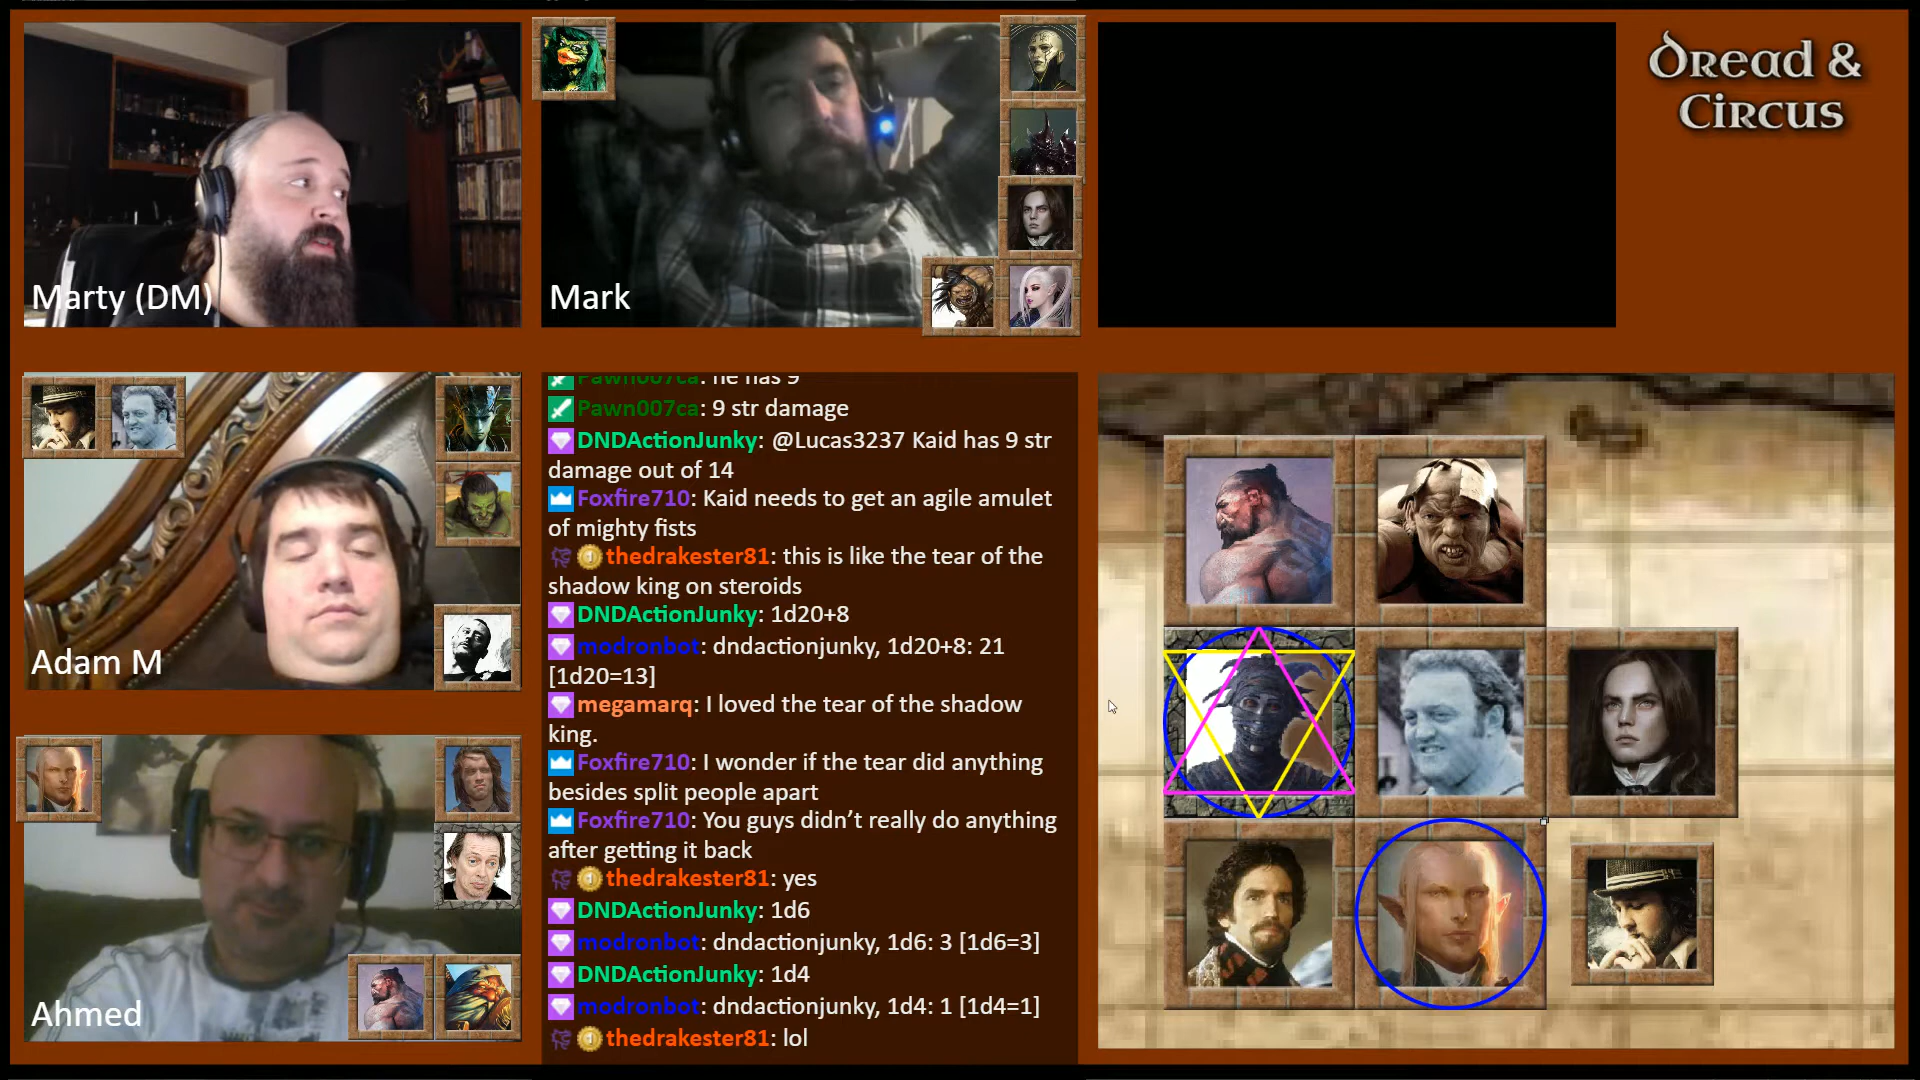 Dread &
Circus
Marty (DM)
Mark
Pawn007ca: he has 9
Pawn007ca: 9 str damage
DNDActionJunky: @Lucas3237 Kaid has 9 str
damage out of 14
Foxfire710: Kaid needs to get an agile amulet
of mighty fists
thedrakester81: this is like the tear of the
shadow king on steroids
DNDActionJunky: 1d20+8
modronbot: dndactionjunky, 1d20+8: 21
[1d20=13]
megamarq: I loved the tear of the shadow
king.
Foxfire710: I wonder if the tear did anything
besides split people apart
Foxfire710: You guys didn't really do anything
after getting it back
thedrakester81: yes
DNDActionJunky: 1d6
modronbot: dndactionjunky, 1d6: 3 [1d6=3]
DNDActionJunky: 1d4
modronbot: dndactionjunky, 1d4: 1 [1d4=1]
thedrakester81: lol
Adam M
Ahmed